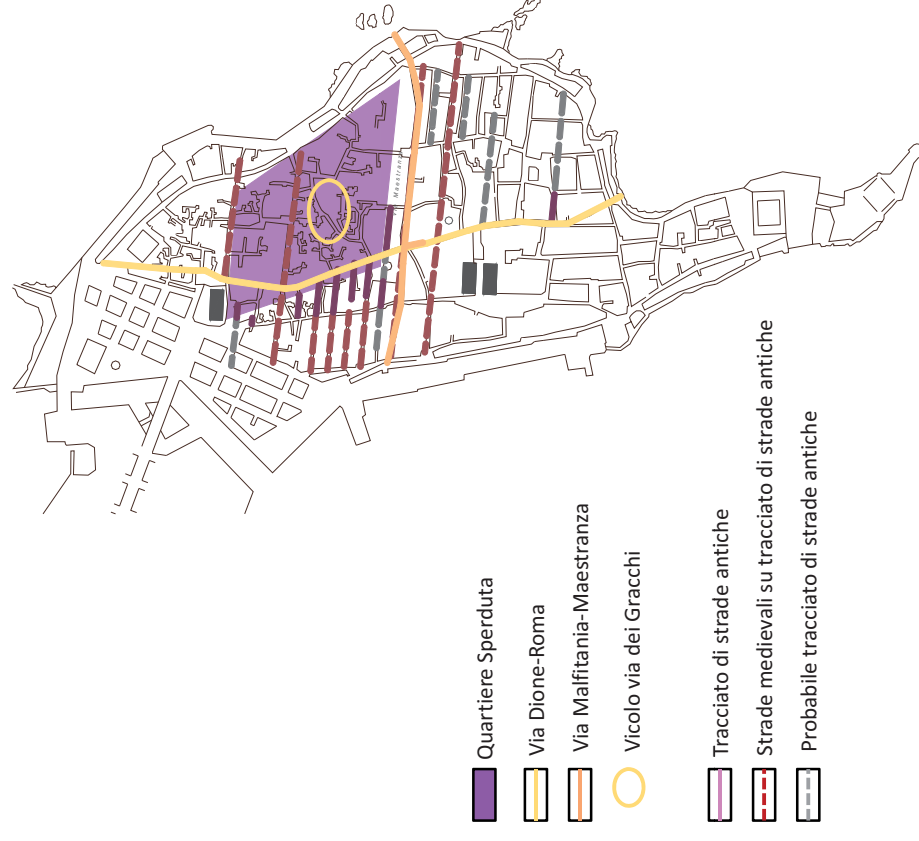 Maestranza
Quartiere Sperduta
Via Dione-Roma
Via Malfitania-Maestranza
Vicolo via dei Gracchi
Tracciato di strade antiche
Strade medievali su tracciato di strade antiche
Probabile tracciato di strade antiche